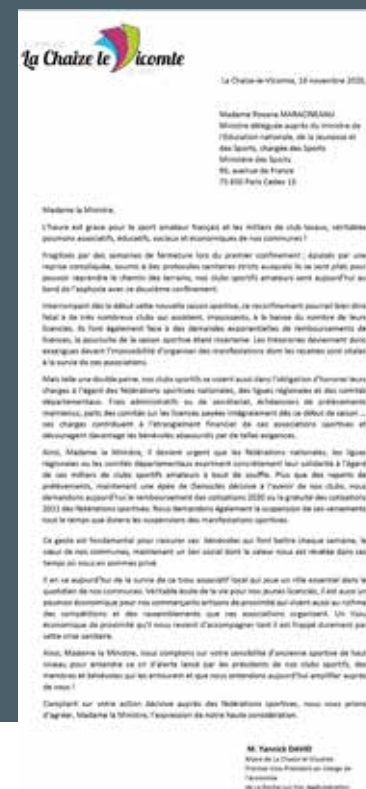 La Chaize le Vicomte
La Chaize-le-Vicomte, 18 novembre 2020,
Madame Roxana MARACINEANU
Ministre déléguée auprès du ministre de
l'Éducation nationale, de la Jeunesse et
des Sports, chargée des Sports
Ministère des Sports
95, avenue de France
75 650 Paris Cedex 13
Madame la Ministre,
L'heure est grave pour le sport amateur français et les milliers de club locaux, véritables
poumons associatifs, éducatifs, sociaux et économiques de nos communes !
Fragilisés par des semaines de fermeture lors du premier confinement ; épuisés par une
reprise compliquée, soumis à des protocoles sanitaires stricts auxquels ils se sont pliés pour
pouvoir reprendre le chemin des terrains, nos clubs sportifs amateurs sont aujourd'hui au
bord de l'asphyxie avec ce deuxième confinement.
Interrompant dès le début cette nouvelle saison sportive, ce reconfinement pourrait bien être
fatal à de très nombreux clubs qui assistent, impuissants, à la baisse du nombre de leurs
licenciés. Ils font également face à des demandes exponentielles de remboursements de
licences, la poursuite de la saison sportive étant incertaine. Les trésoreries deviennent donc
exsangues devant l'impossibilité d'organiser des manifestations dont les recettes sont vitales
à la survie de ces associations.
Mais telle une double peine, nos clubs sportifs se voient aussi dans l'obligation d'honorer leurs
charges à l'égard des fédérations sportives nationales, des ligues régionales et des comités
départementaux. Frais administratifs ou de secrétariat, échéanciers de prélèvements
maintenus, parts des comités sur les licences payées intégralement dès ce début de saison ...
ces charges contribuent à l'étranglement financier de ces associations sportives et
découragent davantage les bénévoles abasourdis par de telles exigences.
Ainsi, Madame la Ministre, il devient urgent que les fédérations nationales, les ligues
régionales ou les comités départementaux expriment concrètement leur solidarité à l'égard
de ces milliers de clubs sportifs amateurs à bout de souffle. Plus que des reports de
prélèvements, maintenant une épée de Damoclès décisive à l'avenir de nos clubs, nous
demandons aujourd'hui le remboursement des cotisations 2020 ou la gratuité des cotisations
2021 des fédérations sportives. Nous demandons également la suspension de ces versements
tout le temps que durera les suspensions des manifestations sportives.
Ce geste est fondamental pour rassurer ces bénévoles qui font battre chaque semaine, le
cœur de nos communes, maintenant un lien social dont la valeur nous est révélée dans ces
temps où nous en sommes privé.
Il en va aujourd'hui de la survie de ce tissu associatif local qui joue un rôle essentiel dans le
quotidien de nos communes. Véritable école de la vie pour nos jeunes licenciés, il est aussi un
poumon économique pour nos commerçants artisans de proximité qui vivent aussi au rythme
des compétitions et des rassemblements que ces associations organisent. Un tissu
économique de proximité qu'il nous revient d'accompagner tant il est frappé durement par
cette crise sanitaire.
Ainsi, Madame la Ministre, nous comptons sur votre sensibilité d'ancienne sportive de haut
niveau pour entendre ce cri d'alerte lancé par les présidents de nos clubs sportifs, des
membres et bénévoles qui les entourent et que nous entendons aujourd'hui amplifier auprès
de vous !
Comptant sur votre action décisive auprès des fédérations sportives, nous vous prions
d'agréer, Madame la Ministre, l'expression de notre haute considération.
M. Yannick DAVID
Maire de La Chaize-le-Vicomte
Premier Vice-Président en charge de
l'économie
de La Roche-sur-Yon Agglomération